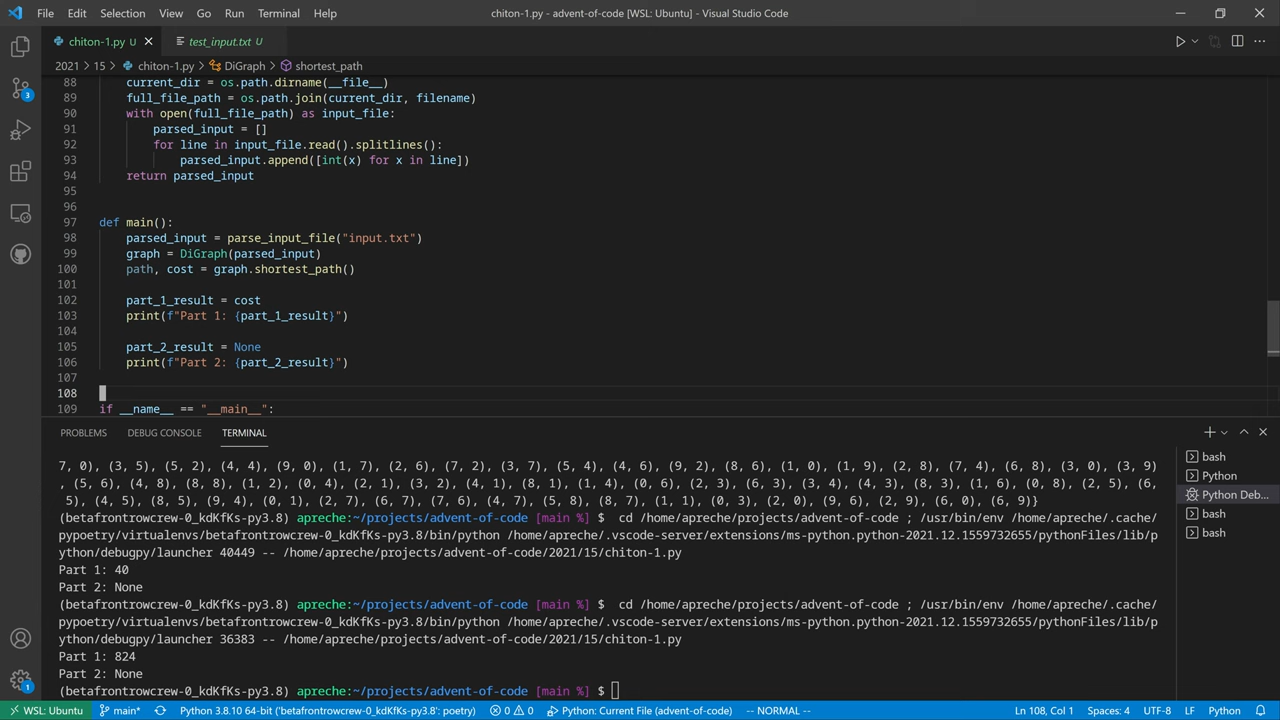 File Edit Selection View Go Run Terminal Help chiton-1.py - advent-of-code [WSL: Ubuntu] - Visual Studio Code
chiton-1.py U test_input.txt U
2021 > 15 > chiton-1.py > DiGraph > shortest_path
88 current_dir = os.path.dirname(__file__)
89 full_file_path = os.path.join(current_dir, filename)
90 with open(full_file_path) as input_file:
91 parsed_input = []
92 for line in input_file.read().splitlines():
93 parsed_input.append([int(x) for x in line])
94 return parsed_input
95
96
97 def main():
98 parsed_input = parse_input_file("input.txt")
99 graph = DiGraph(parsed_input)
100 path, cost = graph.shortest_path()
101
102 part_1_result = cost
103 print(f"Part 1: {part_1_result}")
104
105 part_2_result = None
106 print(f"Part 2: {part_2_result}")
107
108
109 if __name__ == "__main__":
PROBLEMS DEBUG CONSOLE TERMINAL
7, 0), (3, 5), (5, 2), (4, 4), (9, 0), (1, 7), (2, 6), (7, 2), (3, 7), (5, 4), (4, 6), (9, 2), (8, 6), (1, 0), (1, 9), (2, 8), (7, 4), (6, 8), (3, 0), (3, 9)
, (5, 6), (4, 8), (8, 8), (1, 2), (0, 4), (2, 1), (3, 2), (4, 1), (8, 1), (1, 4), (0, 6), (2, 3), (6, 3), (4, 3), (8, 3), (1, 6), (0, 8), (2, 5), (6,
5), (4, 5), (8, 5), (9, 4), (0, 1), (2, 7), (6, 7), (7, 6), (4, 7), (5, 8), (8, 7), (1, 1), (0, 3), (2, 0), (9, 6), (2, 9), (6, 0), (6, 9)}
(betafrontrowcrew-0_kdKfKs-py3.8) apreche:~/projects/advent-of-code [main %] $ cd /home/apreche/projects/advent-of-code ; /usr/bin/env /home/apreche/.cache/
pypoetry/virtualenvs/betafrontrowcrew-0_kdKfKs-py3.8/bin/python /home/apreche/.vscode-server/extensions/ms-python.python-2021.12.1559732655/pythonFiles/lib/p
ython/debugpy/launcher 40449 -- /home/apreche/projects/advent-of-code/2021/15/chiton-1.py
Part 1: 40
Part 2: None
(betafrontrowcrew-0_kdKfKs-py3.8) apreche:~/projects/advent-of-code [main %] $ cd /home/apreche/projects/advent-of-code ; /usr/bin/env /home/apreche/.cache/
pypoetry/virtualenvs/betafrontrowcrew-0_kdKfKs-py3.8/bin/python /home/apreche/.vscode-server/extensions/ms-python.python-2021.12.1559732655/pythonFiles/lib/p
ython/debugpy/launcher 36383 -- /home/apreche/projects/advent-of-code/2021/15/chiton-1.py
Part 1: 824
Part 2: None
(betafrontrowcrew-0_kdKfKs-py3.8) apreche:~/projects/advent-of-code [main %] $
bash
Python
Python Deb...
bash
bash
3
1
WSL: Ubuntu main* Python 3.8.10 64-bit ('betafrontrowcrew-py3.8': poetry) 0 0 Python: Current File (advent-of-code) -- NORMAL -- Ln 108, Col 1 Spaces: 4 UTF-8 LF Python